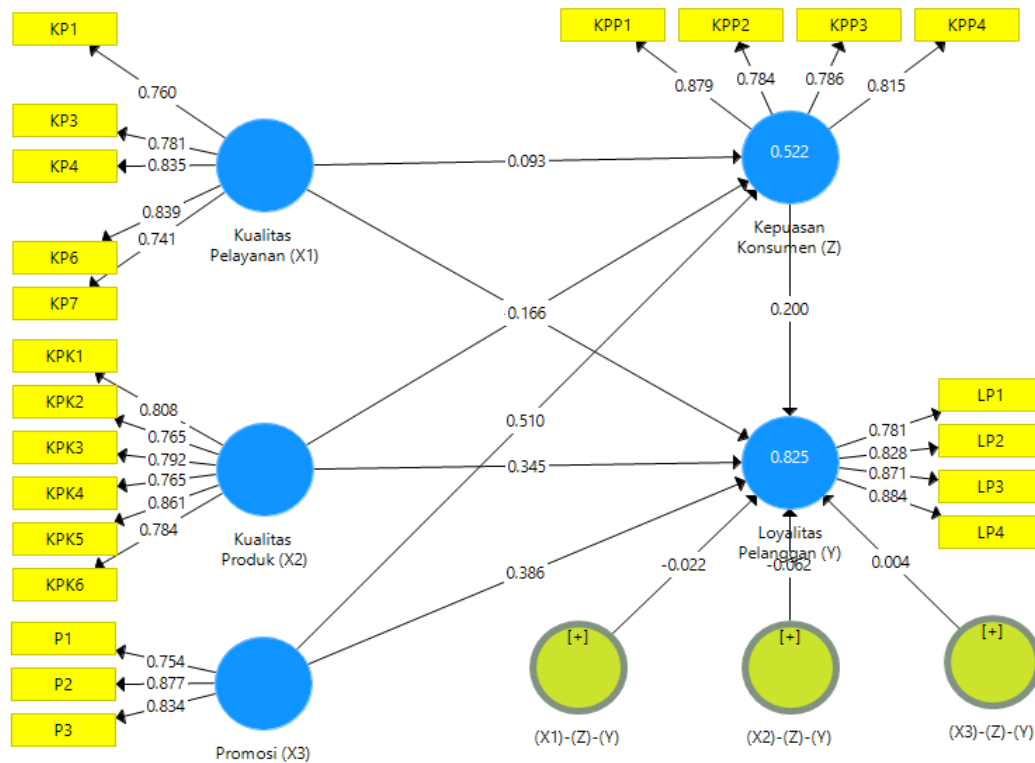 KP1
KPP1
KPP2
KPP3
KPP4
0.760
0.879
0.784
0.786
0.815
KP3
0.781
KP4
0.835
0.093
0.522
0.839
0.741
KP6
KP7
Kualitas
Pelayanan (X1)
Kepuasan
Konsumen (Z)
0.166
0.200
KPK1
KPK2
KPK3
KPK4
KPK5
KPK6
0.808
0.765
0.792
0.765
0.861
0.784
0.510
0.345
0.825
LP1
LP2
LP3
LP4
0.781
0.828
0.871
0.884
Kualitas
Produk (X2)
Loyalitas
Pelanggan (Y)
0.386
-0.022
-0.062
0.004
P1
P2
P3
0.754
0.877
0.834
[+]
[+]
[+]
Promosi (X3)
(X1)-(Z)-(Y)
(X2)-(Z)-(Y)
(X3)-(Z)-(Y)